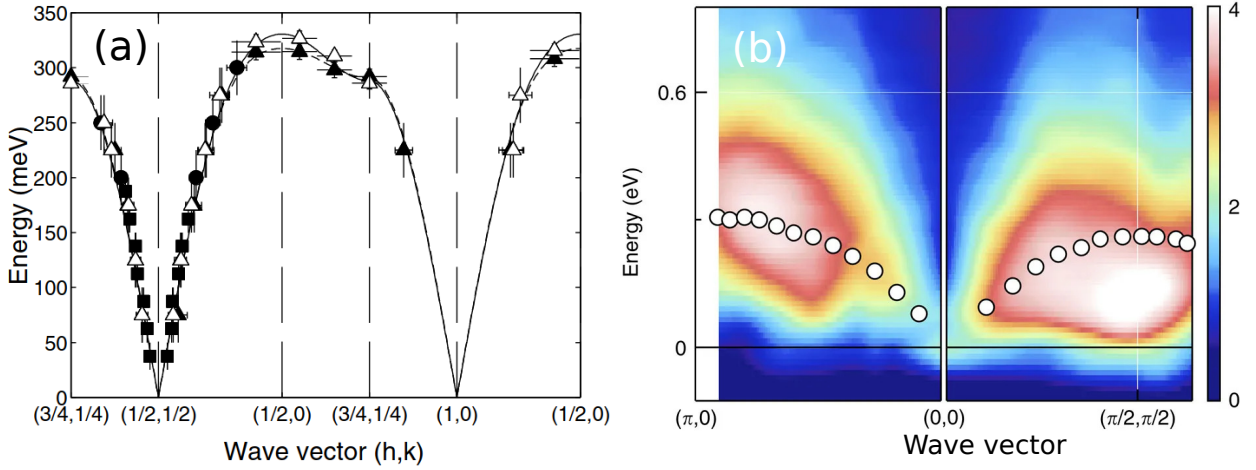 (a)
Energy (meV)
350
300
250
200
150
100
50
0
(3/4,1/4) (1/2,1/2) (1/2,0) (3/4,1/4) (1,0) (1/2,0)
Wave vector (h,k)
(b)
Energy (eV)
0.6
0
(π,0) (0,0) (π/2,π/2)
Wave vector
4
2
0